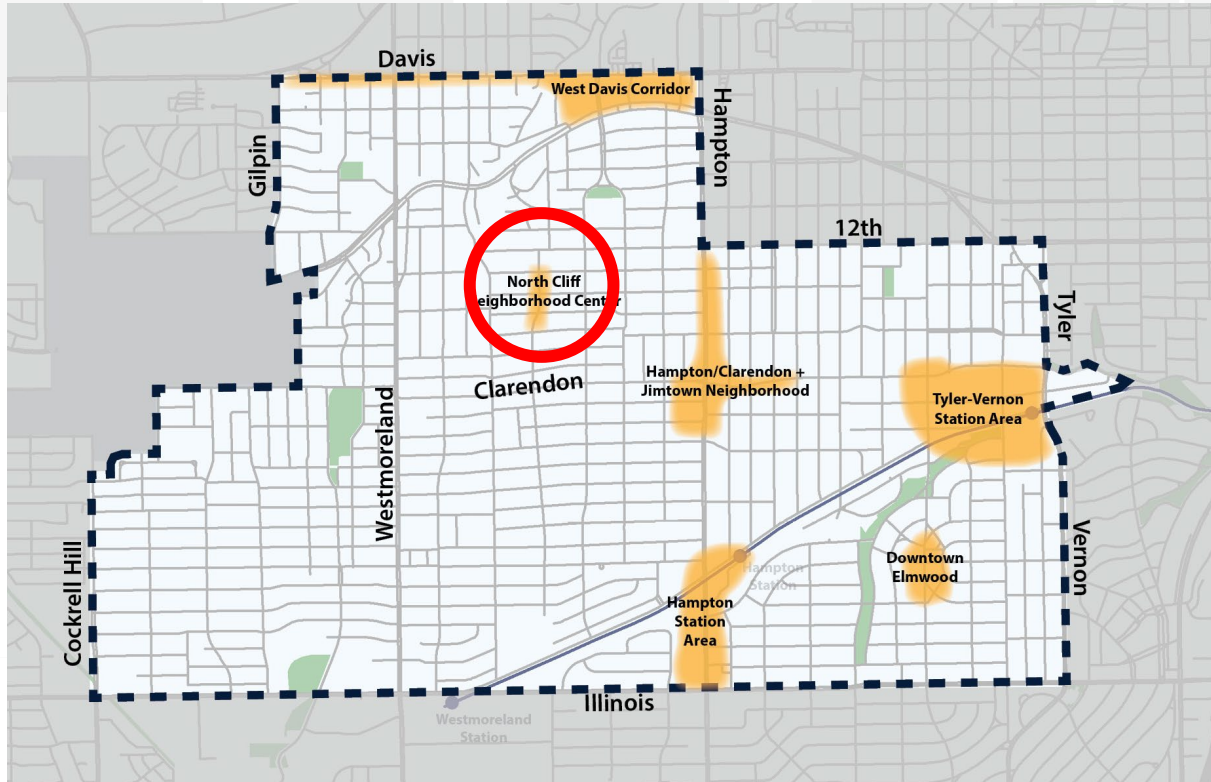 Davis
West Davis Corridor
Gilpin
Hampton
12th
North Cliff
eighborhood Center
Tyler
Clarendon
Hampton/Clarendon +
Jimtown Neighborhood
Tyler-Vernon
Station Area
Westmoreland
Cockrell Hill
Downtown
Elmwood
Vernon
Hampton
Station
Hampton
Station
Area
Illinois
Westmoreland
Station